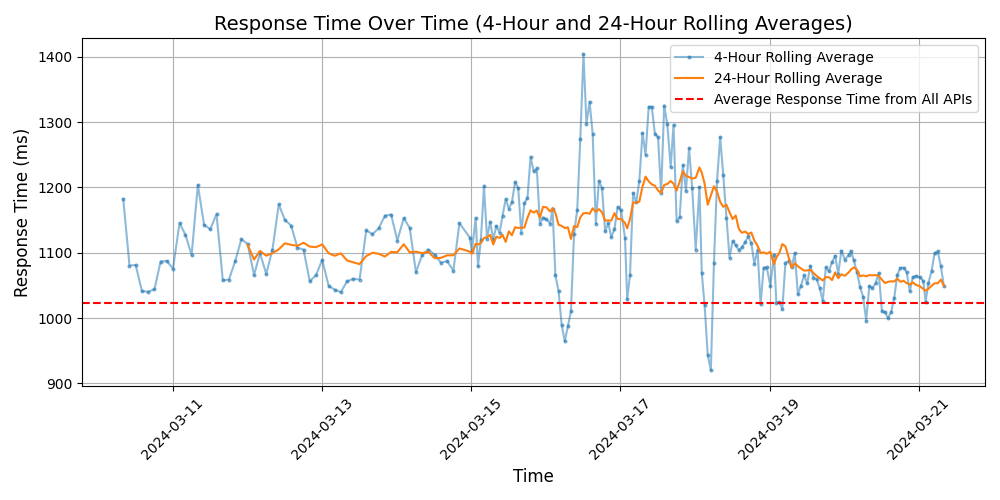 Response Time Over Time (4-Hour and 24-Hour Rolling Averages)
4-Hour Rolling Average
24-Hour Rolling Average
Average Response Time from All APIs
Response Time (ms)
1400
1300
1200
1100
1000
900
2024-03-11
2024-03-13
2024-03-15
2024-03-17
2024-03-19
2024-03-21
Time